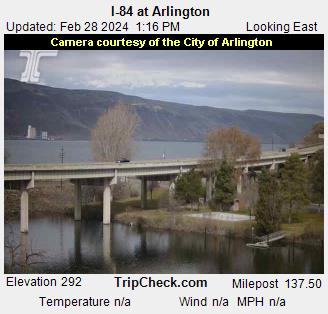 I-84 at Arlington
Updated: Feb 28 2024 1:16 PM Looking East
Camera courtesy of the City of Arlington
Elevation 292 TripCheck.com Milepost 137.50
Temperature n/a Wind n/a MPH n/a